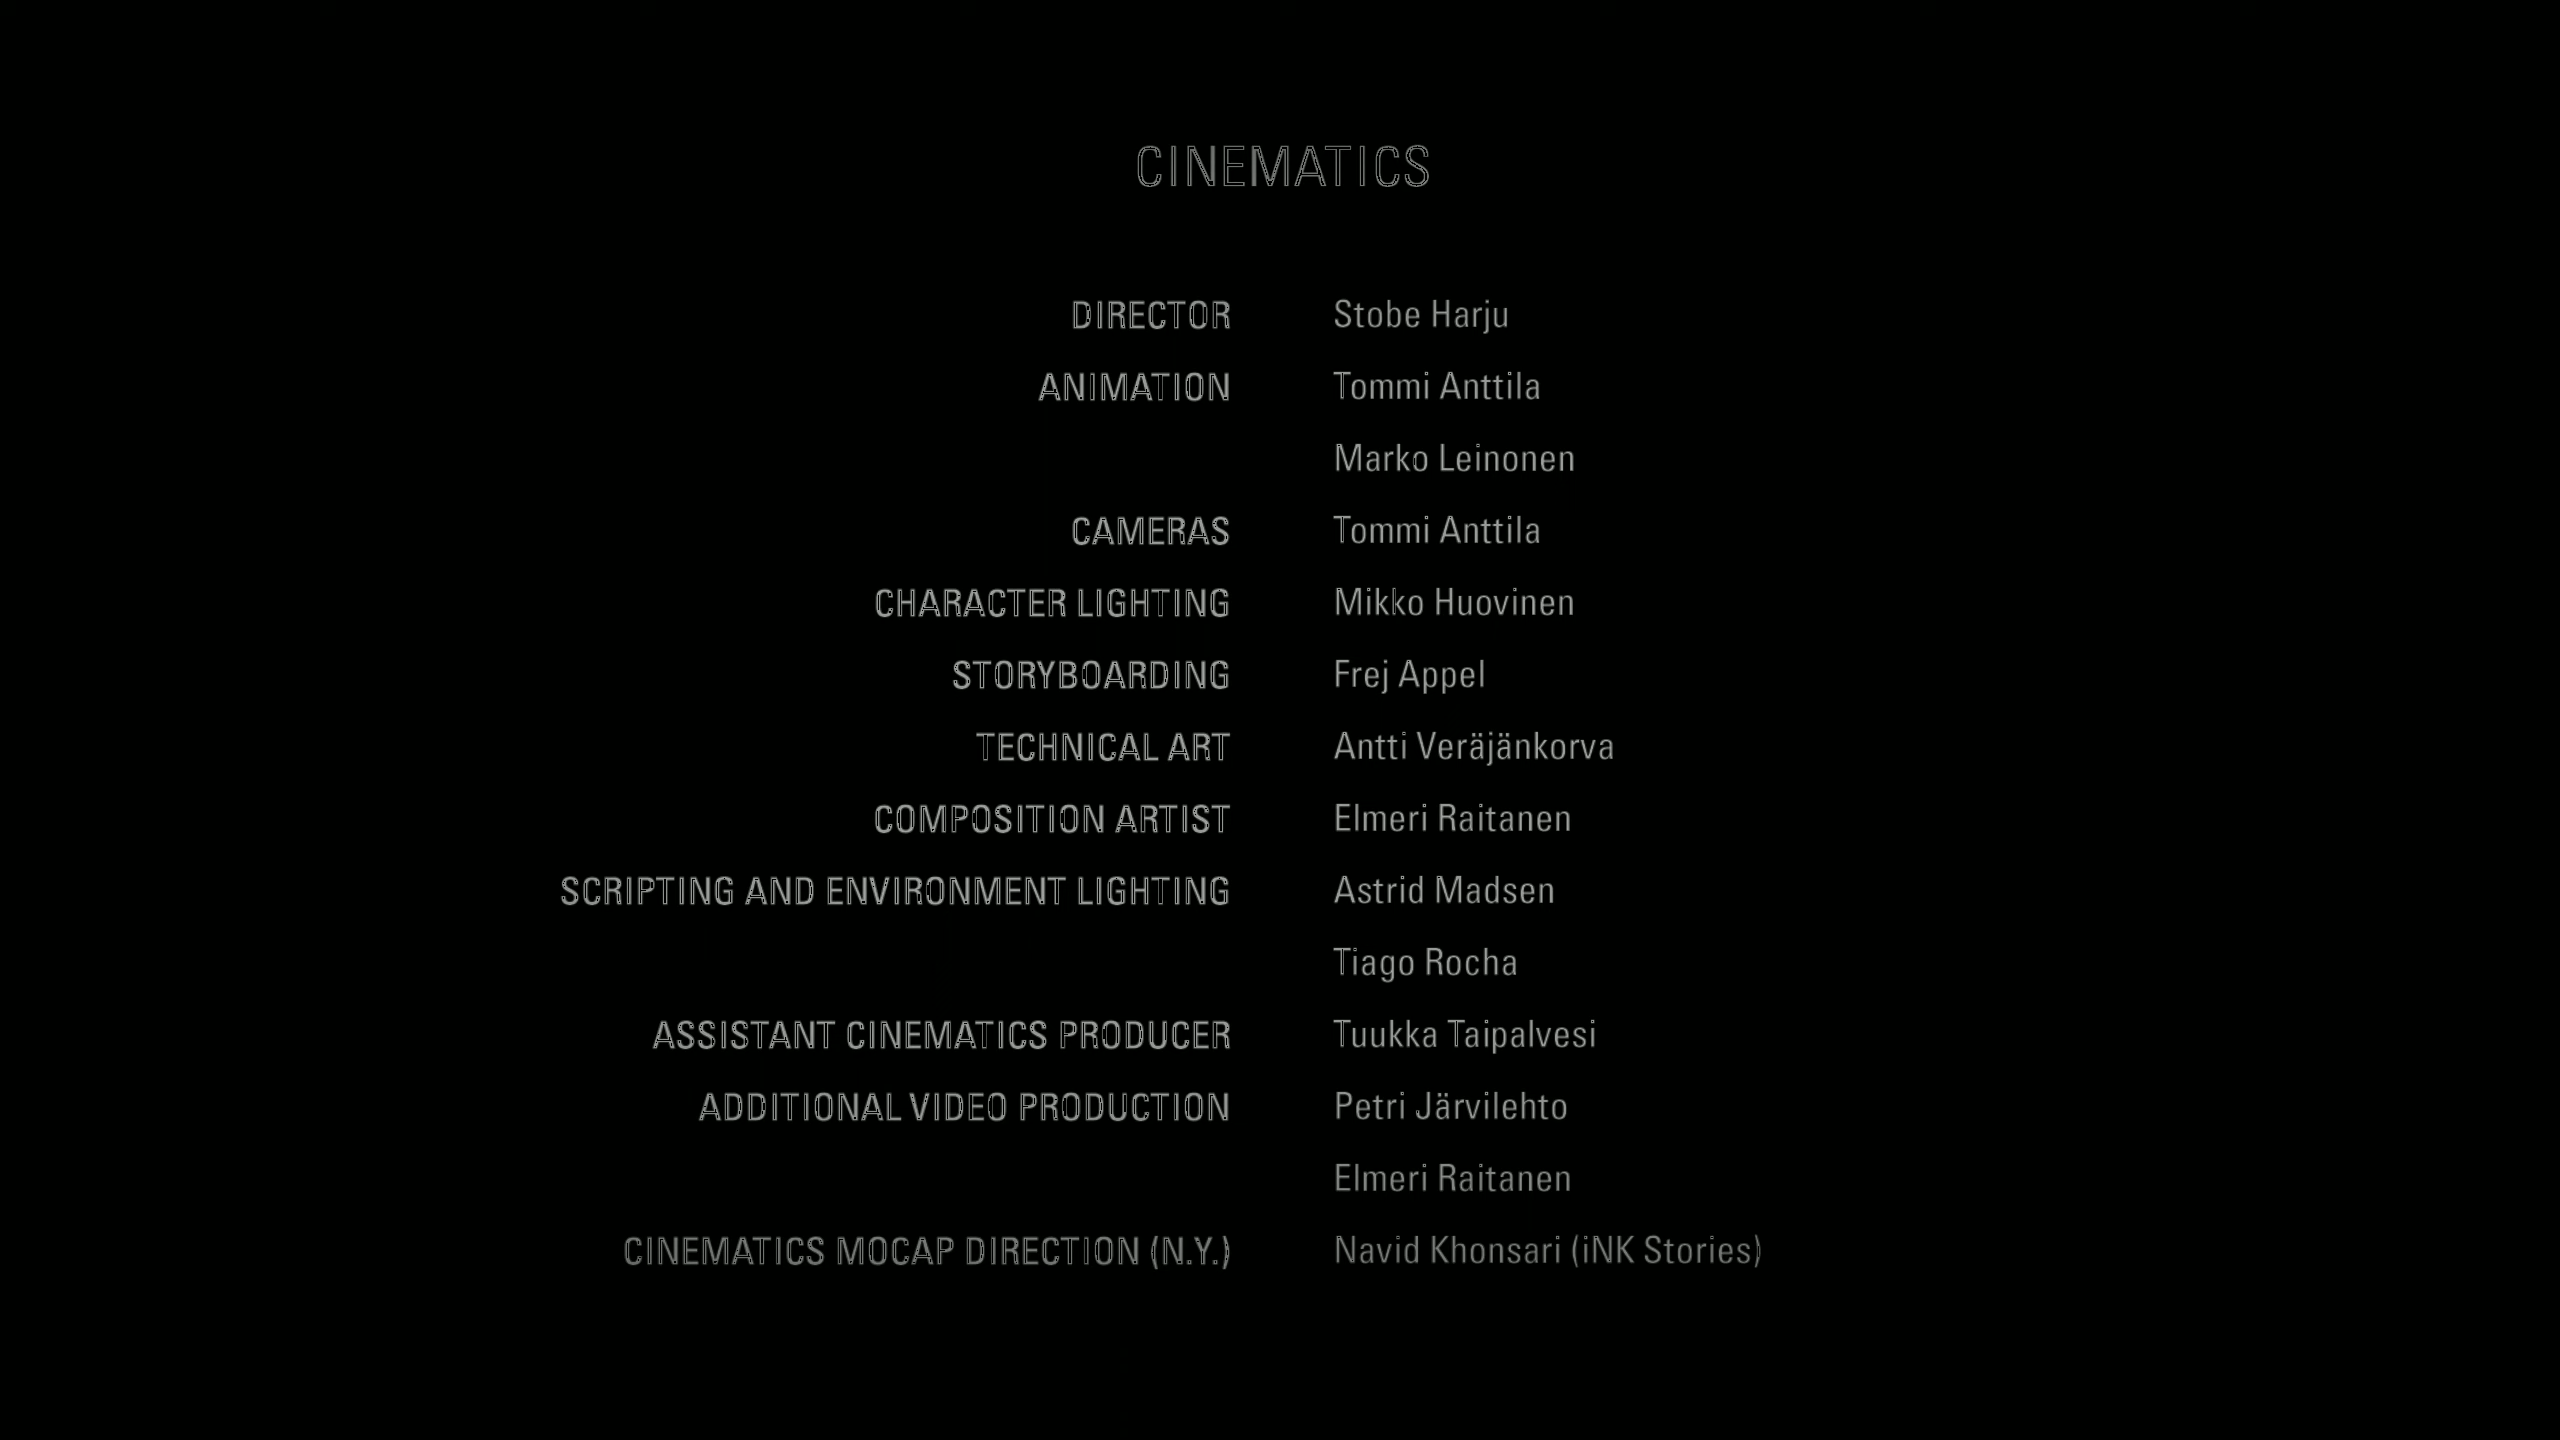 CINEMATICS
DIRECTOR Stobe Harju
ANIMATION Tommi Anttila
Marko Leinonen
CAMERAS Tommi Anttila
CHARACTER LIGHTING Mikko Huovinen
STORYBOARDING Frej Appel
TECHNICAL ART Antti Veräjänkorva
COMPOSITION ARTIST Elmeri Raitanen
SCRIPTING AND ENVIRONMENT LIGHTING Astrid Madsen
Tiago Rocha
ASSISTANT CINEMATICS PRODUCER Tuukka Taipalvesi
ADDITIONAL VIDEO PRODUCTION Petri Järvilehto
Elmeri Raitanen
CINEMATICS MOCAP DIRECTION (N.Y.) Navid Khonsari (iNK Stories)